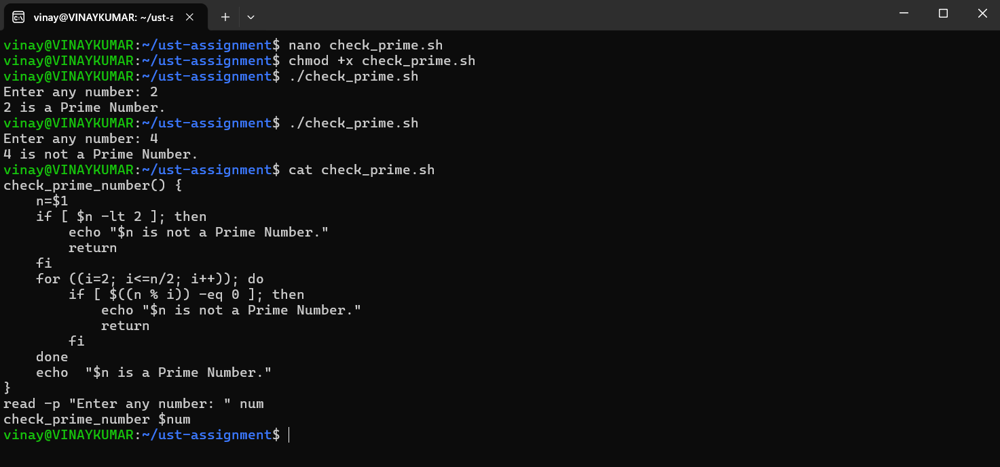 vinay@VINAYKUMAR: ~/ust-a
vinay@VINAYKUMAR:~/ust-assignment$ nano check_prime.sh
vinay@VINAYKUMAR:~/ust-assignment$ chmod +x check_prime.sh
vinay@VINAYKUMAR:~/ust-assignment$ ./check_prime.sh
Enter any number: 2
2 is a Prime Number.
vinay@VINAYKUMAR:~/ust-assignment$ ./check_prime.sh
Enter any number: 4
4 is not a Prime Number.
vinay@VINAYKUMAR:~/ust-assignment$ cat check_prime.sh
check_prime_number() {
    n=$1
    if [ $n -lt 2 ]; then
        echo "$n is not a Prime Number."
        return
    fi
    for ((i=2; i<=n/2; i++)); do
        if [ $((n % i)) -eq 0 ]; then
            echo "$n is not a Prime Number."
            return
        fi
    done
    echo  "$n is a Prime Number."
}
read -p "Enter any number: " num
check_prime_number $num
vinay@VINAYKUMAR:~/ust-assignment$